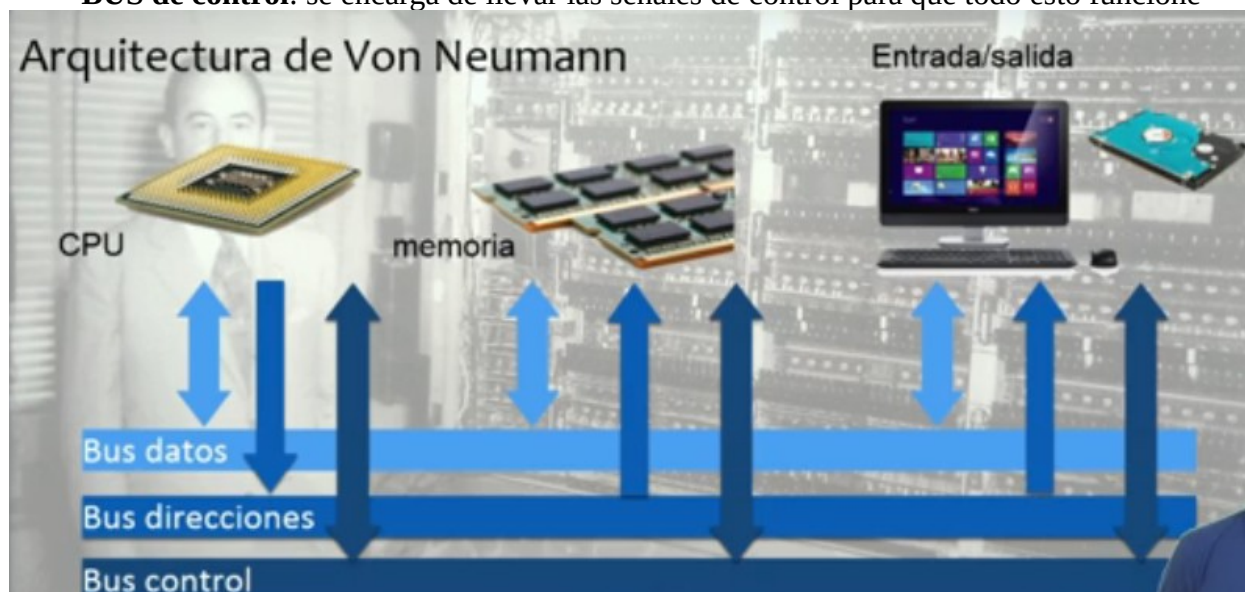 BUS de control: se encarga de llevar las señales de control para que todo esto funcione
Arquitectura de Von Neumann
Entrada/salida
CPU
memoria
Bus datos
Bus direcciones
Bus control